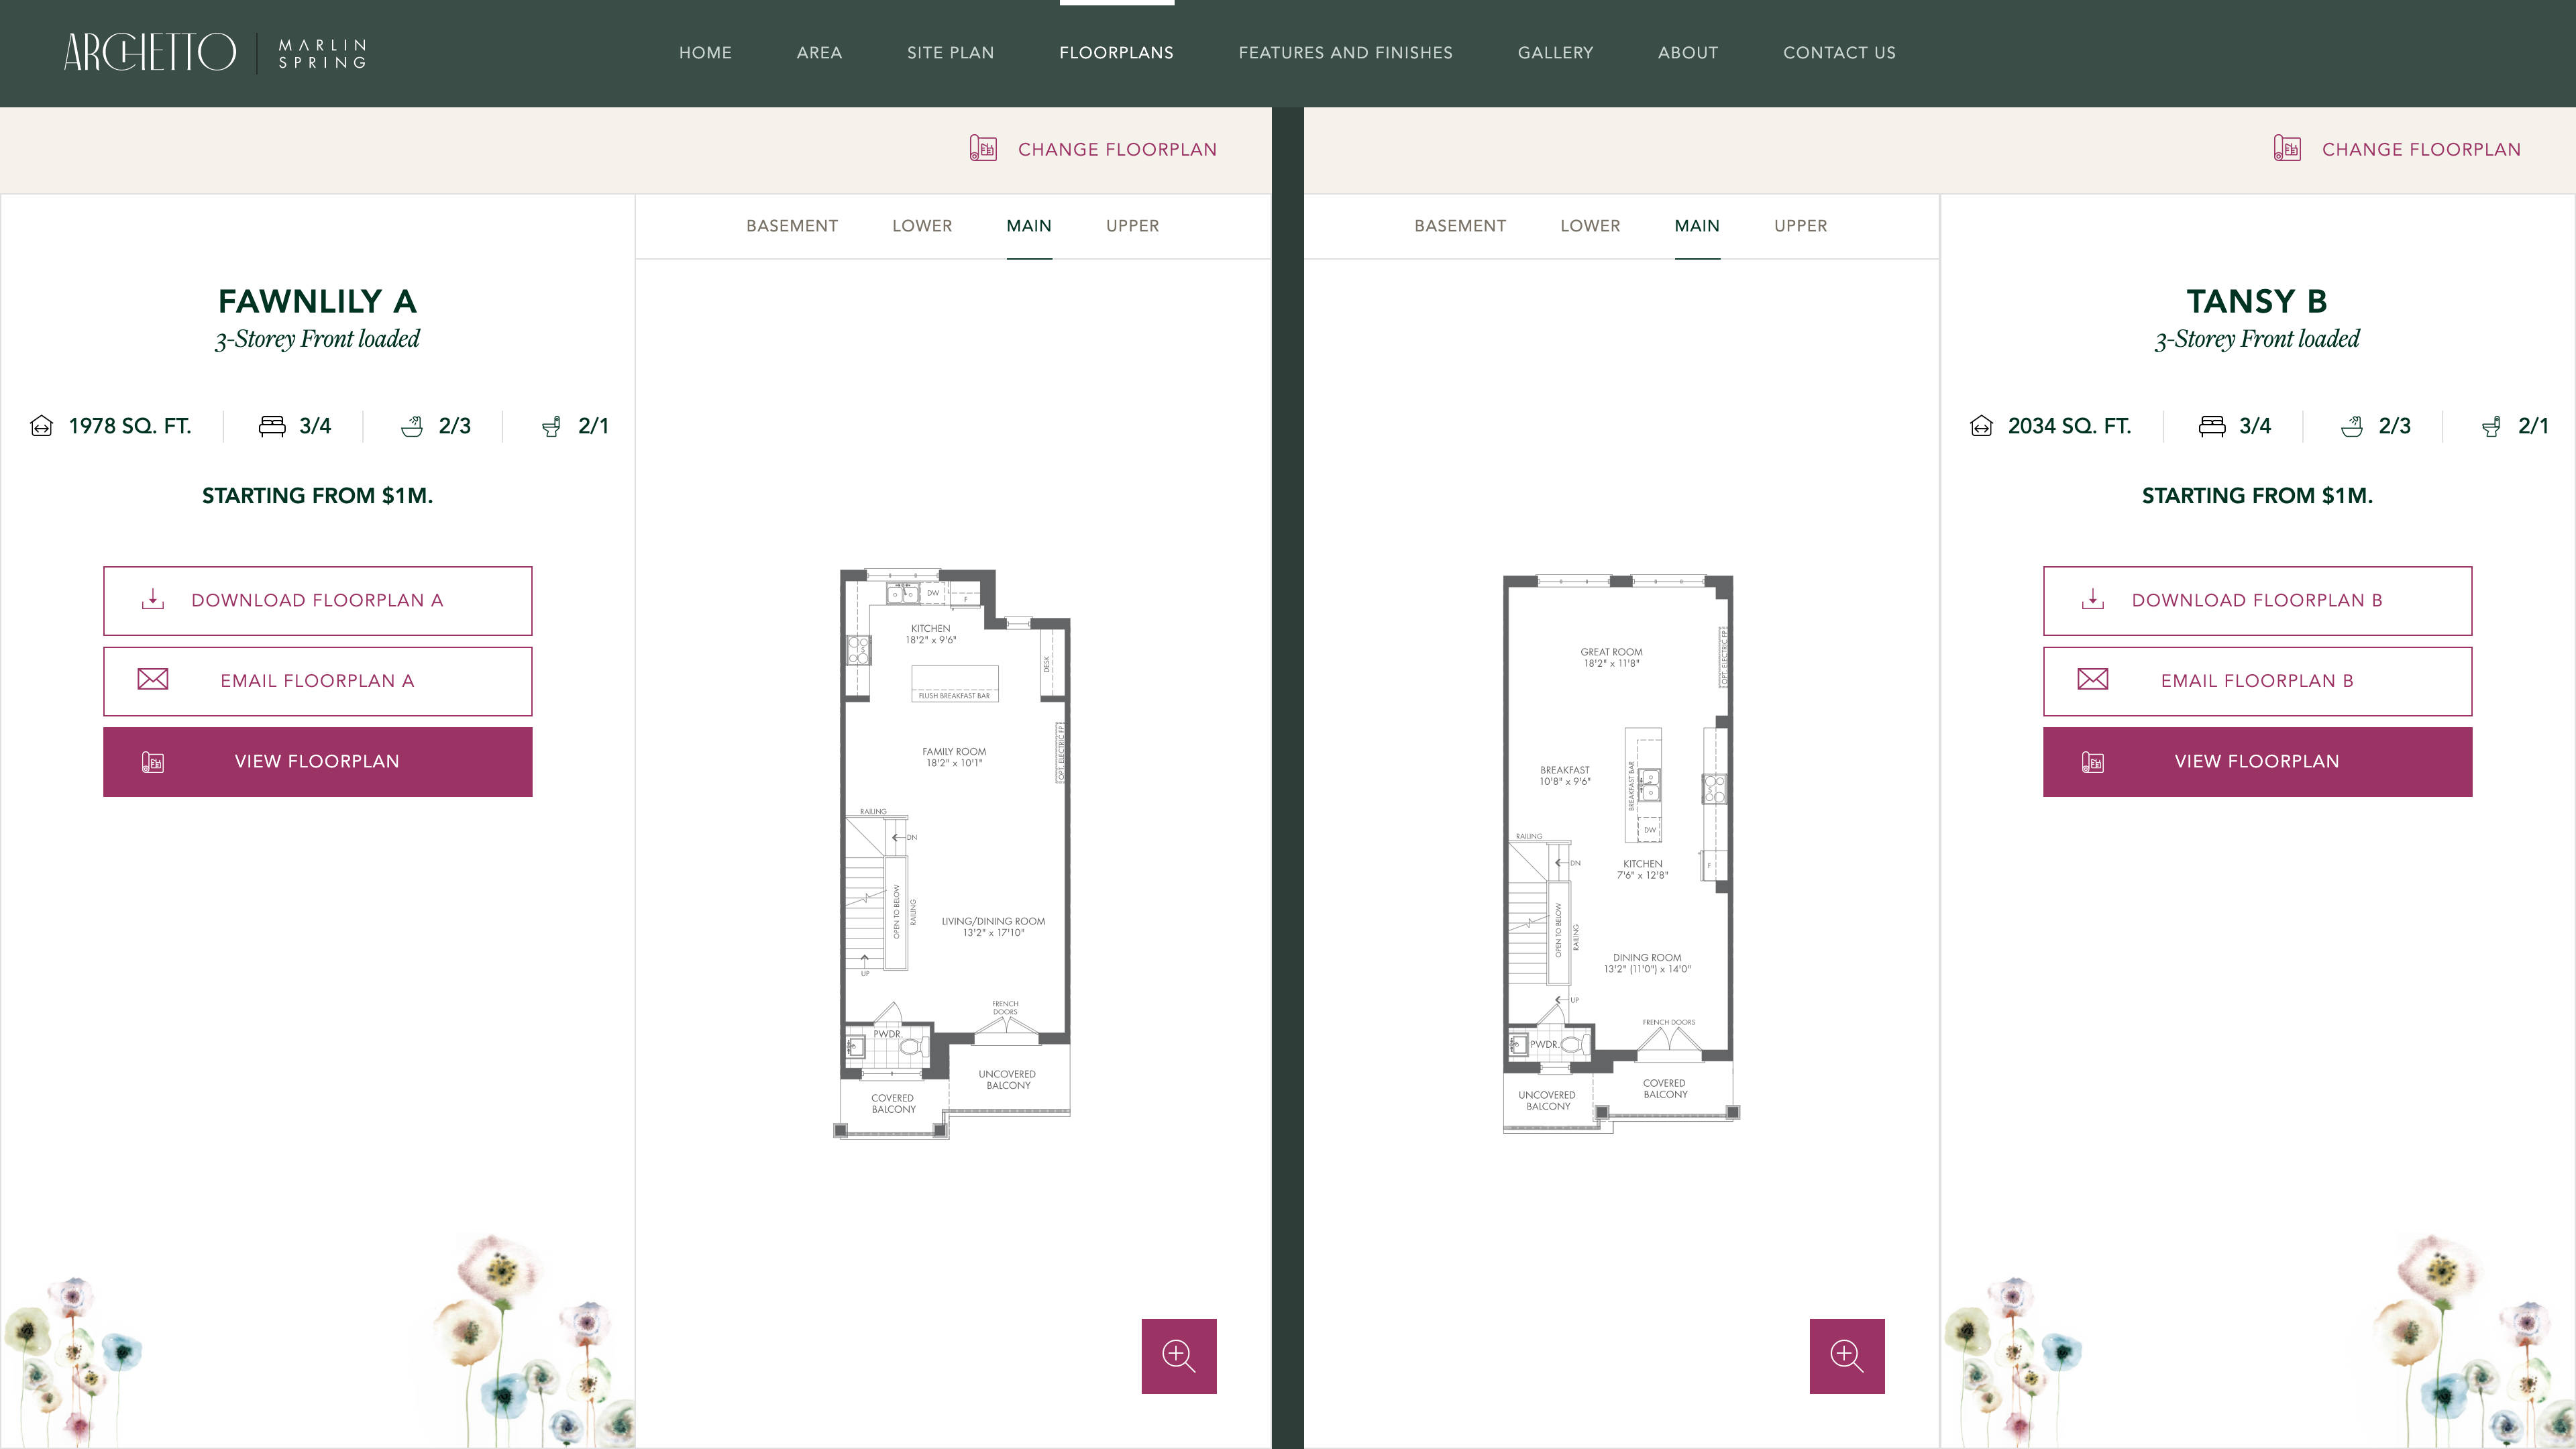 ARCHETTO
MARLIN
SPRING
HOME
AREA
SITE PLAN
FLOORPLANS
FEATURES AND FINISHES
GALLERY
ABOUT
CONTACT US
CHANGE FLOORPLAN
FAWNLILY A
3-Storey Front loaded
1978 SQ. FT.
3/4
2/3
2/1
STARTING FROM $1M.
DOWNLOAD FLOORPLAN A
EMAIL FLOORPLAN A
VIEW FLOORPLAN
BASEMENT
LOWER
MAIN
UPPER
DW
F
KITCHEN
18'2" x 9'6"
DESK
FLUSH BREAKFAST BAR
FAMILY ROOM
18'2" x 10'1"
OPT. ELECTRIC FP
RAILING
DN
OPEN TO BELOW
RAILING
LIVING/DINING ROOM
13'2" x 17'10"
UP
FRENCH
DOORS
PWDR.
UNCOVERED
BALCONY
COVERED
BALCONY
CHANGE FLOORPLAN
BASEMENT
LOWER
MAIN
UPPER
GREAT ROOM
18'2" x 11'8"
OPT. ELECTRIC FP
BREAKFAST
10'8" x 9'6"
BREAKFAST BAR
DW
RAILING
DN
KITCHEN
7'6" x 12'8"
F
OPEN TO BELOW
RAILING
DINING ROOM
13'2" (11'0") x 14'0"
UP
FRENCH DOORS
PWDR.
COVERED
BALCONY
UNCOVERED
BALCONY
TANSY B
3-Storey Front loaded
2034 SQ. FT.
3/4
2/3
2/1
STARTING FROM $1M.
DOWNLOAD FLOORPLAN B
EMAIL FLOORPLAN B
VIEW FLOORPLAN